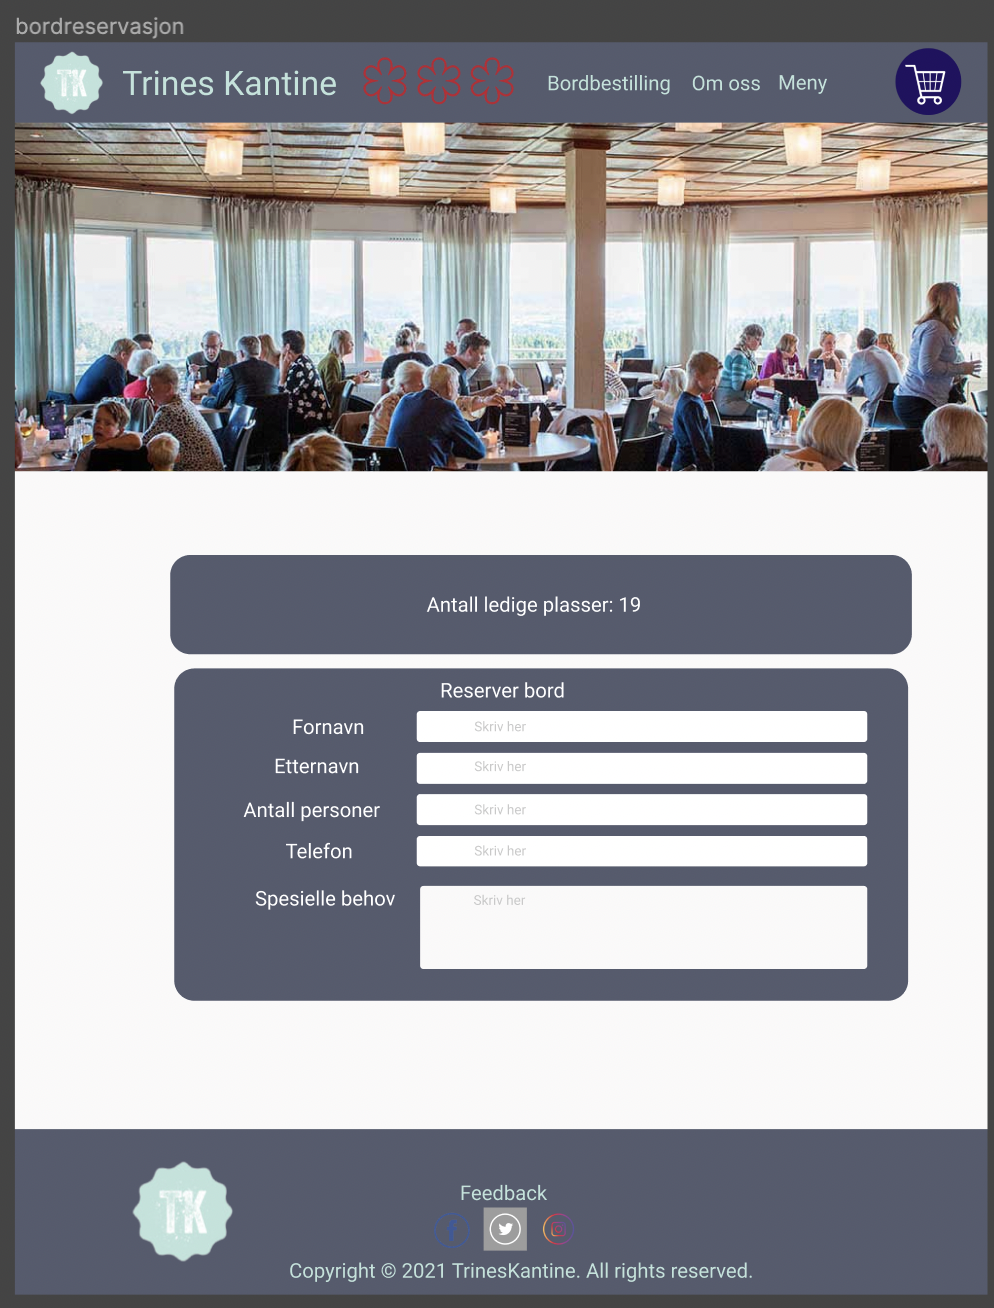 bordreservasjon
TK Trines Kantine Bordbestilling Om oss Meny
Antall ledige plasser: 19
Reserver bord
Fornavn Skriv her
Etternavn Skriv her
Antall personer Skriv her
Telefon Skriv her
Spesielle behov Skriv her
TK
Feedback
Copyright © 2021 TrinesKantine. All rights reserved.